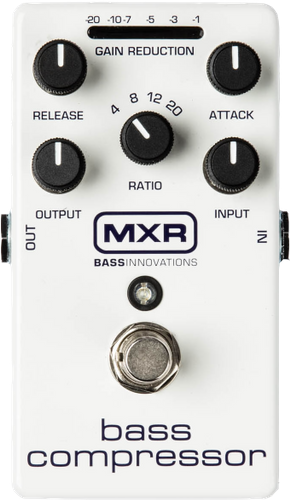 -20 -10 -7 -5 -3 -1
GAIN REDUCTION
RELEASE
4 8 12 20
ATTACK
RATIO
OUTPUT
INPUT
OUT
IN
MXR
BASSINNOVATIONS
bass
compressor